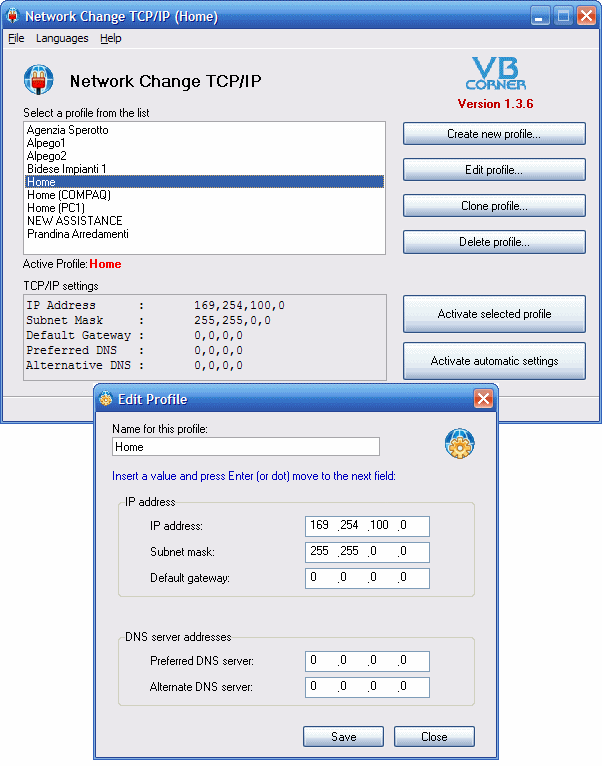 Network Change TCP/IP (Home)
File Languages Help
Network Change TCP/IP
VB
CORNER
Version 1.3.6
Select a profile from the list
Agenzia Sperotto
Alpego1
Alpego2
Bidese Impianti 1
Home
Home (COMPAQ)
Home (PC1)
NEW ASSISTANCE
Prandina Arredamenti
Create new profile...
Edit profile...
Clone profile...
Delete profile...
Active Profile: Home
TCP/IP settings
IP Address : 169,254,100,0
Subnet Mask : 255,255,0,0
Default Gateway : 0,0,0,0
Preferred DNS : 0,0,0,0
Alternative DNS : 0,0,0,0
Activate selected profile
Activate automatic settings
Edit Profile
Name for this profile:
Home
Insert a value and press Enter (or dot) move to the next field:
IP address
IP address: 169 .254 .100 .0
Subnet mask: 255 .255 .0 .0
Default gateway: 0 .0 .0 .0
DNS server addresses
Preferred DNS server: 0 .0 .0 .0
Alternate DNS server: 0 .0 .0 .0
Save Close